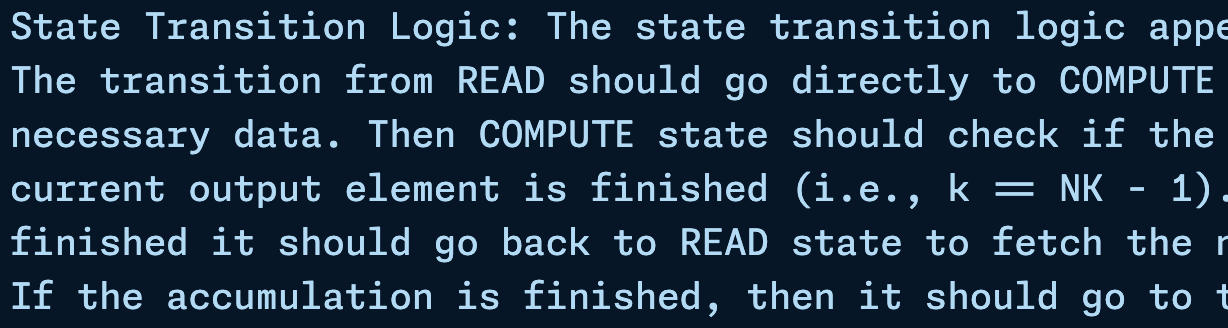 State Transition Logic: The state transition logic
The transition from READ should go directly to COMPUTE
necessary data. Then COMPUTE state should check if the
current output element is finished (i.e., k == NK - 1).
finished it should go back to READ state to fetch the
If the accumulation is finished, then it should go to